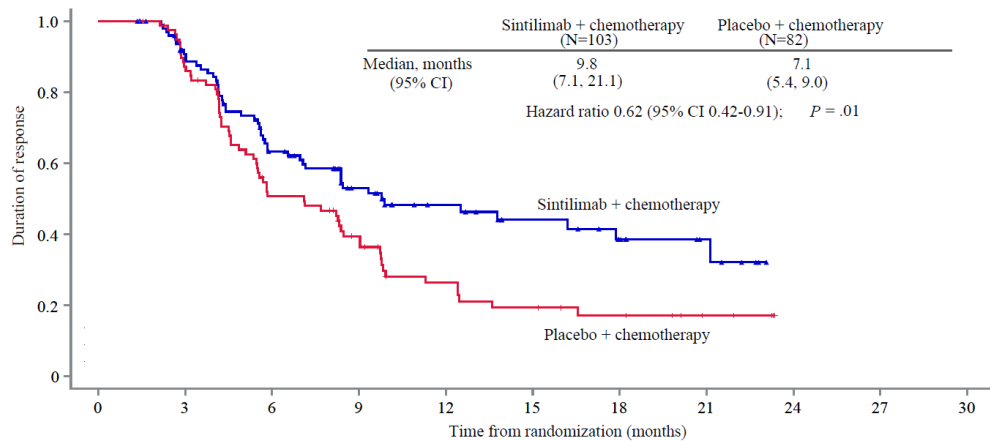 Sintilimab + chemotherapy Placebo + chemotherapy
(N=103) (N=82)
Median, months 9.8 7.1
(95% CI) (7.1, 21.1) (5.4, 9.0)
Hazard ratio 0.62 (95% CI 0.42-0.91); P = .01
Duration of response
1.0
0.8
0.6
0.4
0.2
0
Sintilimab + chemotherapy
Placebo + chemotherapy
0 3 6 9 12 15 18 21 24 27 30
Time from randomization (months)